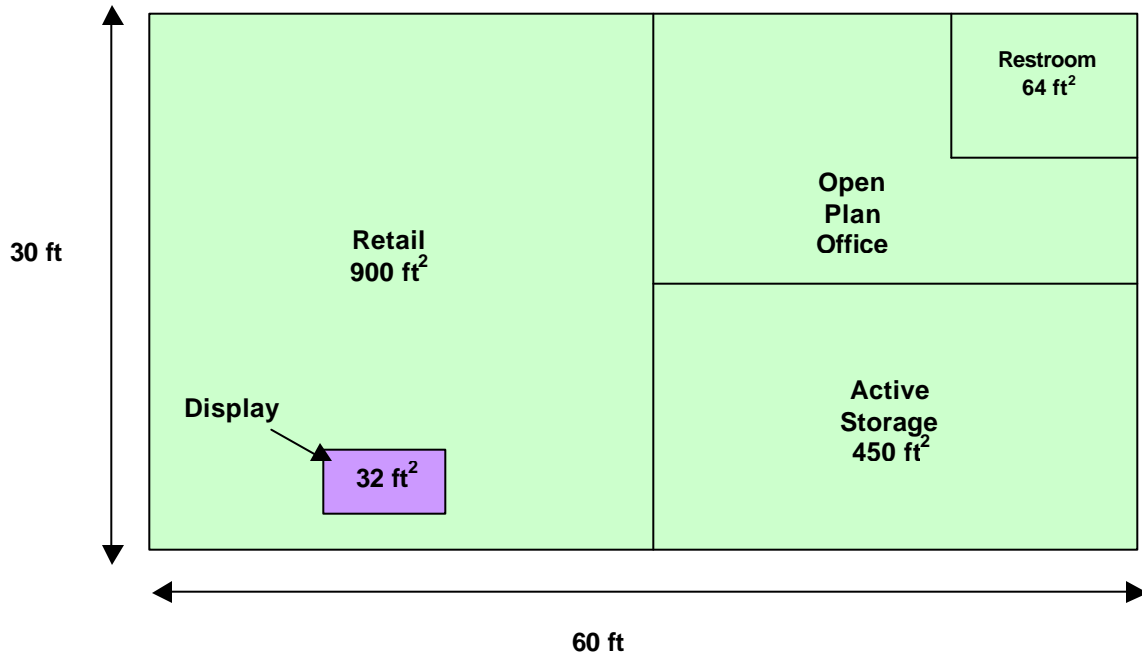 Restroom
64 ft²
Open
Plan
Office
30 ft
Retail
900 ft²
Display
32 ft²
Active
Storage
450 ft²
60 ft